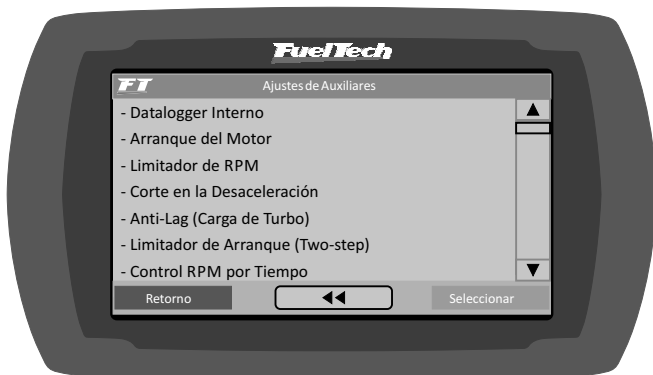 FuelTech
FT Ajustes de Auxiliares
- Datalogger Interno
- Arranque del Motor
- Limitador de RPM
- Corte en la Desaceleración
- Anti-Lag (Carga de Turbo)
- Limitador de Arranque (Two-step)
- Control RPM por Tiempo
Retorno Seleccionar